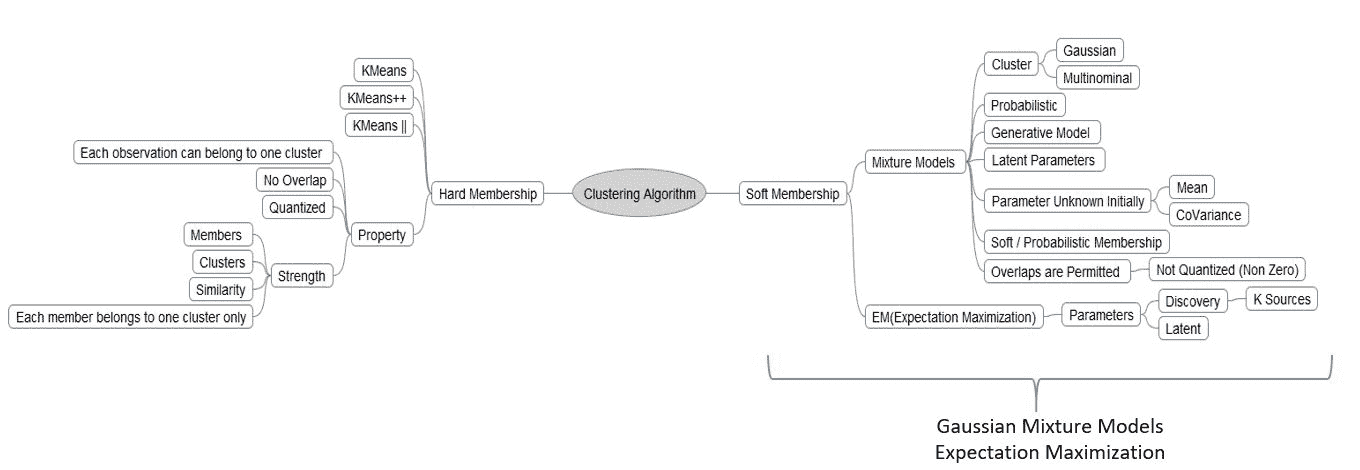 Clustering Algorithm
Hard Membership
KMeans
KMeans++
KMeans ||
Property
Each observation can belong to one cluster
No Overlap
Quantized
Strength
Members
Clusters
Similarity
Each member belongs to one cluster only
Soft Membership
Mixture Models
Cluster
Gaussian
Multinominal
Probabilistic
Generative Model
Latent Parameters
Parameter Unknown Initially
Mean
CoVariance
Soft / Probabilistic Membership
Overlaps are Permitted
Not Quantized (Non Zero)
EM(Expectation Maximization)
Parameters
Discovery
K Sources
Latent
Gaussian Mixture Models
Expectation Maximization